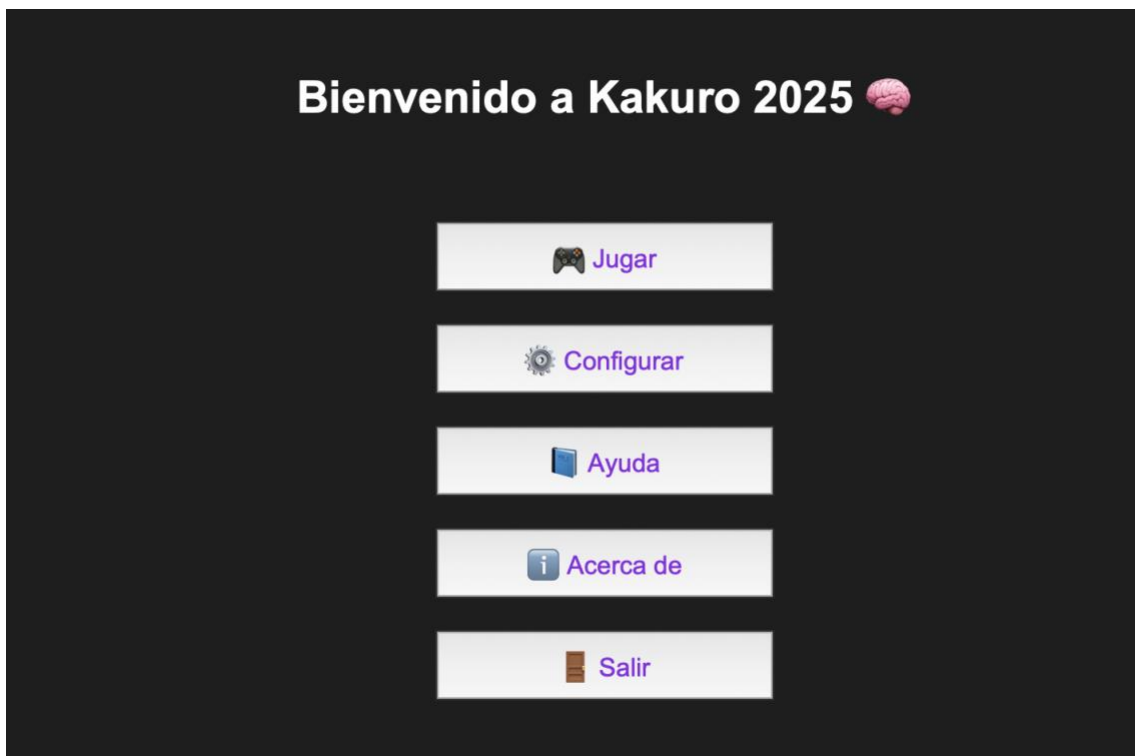 Bienvenido a Kakuro 2025 🧠
🎮 Jugar
⚙️ Configurar
📘 Ayuda
ℹ️ Acerca de
🚪 Salir